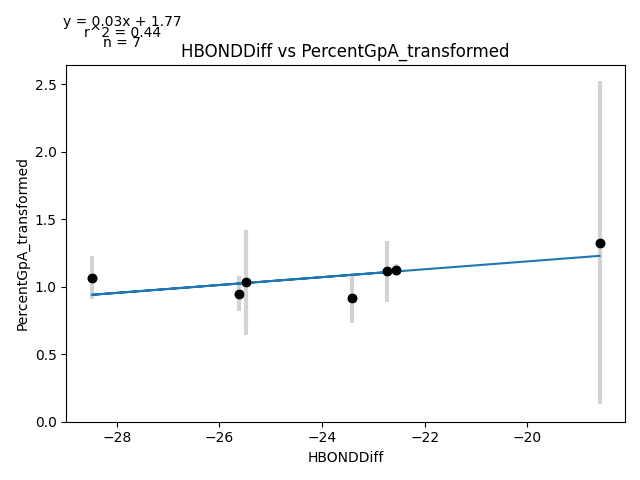 y = 0.03x + 1.77
r^2 = 0.44
n = 7
HBONDDiff vs PercentGpA_transformed
2.5
2.0
1.5
1.0
0.5
0.0
PercentGpA_transformed
−28
−26
−24
−22
−20
HBONDDiff